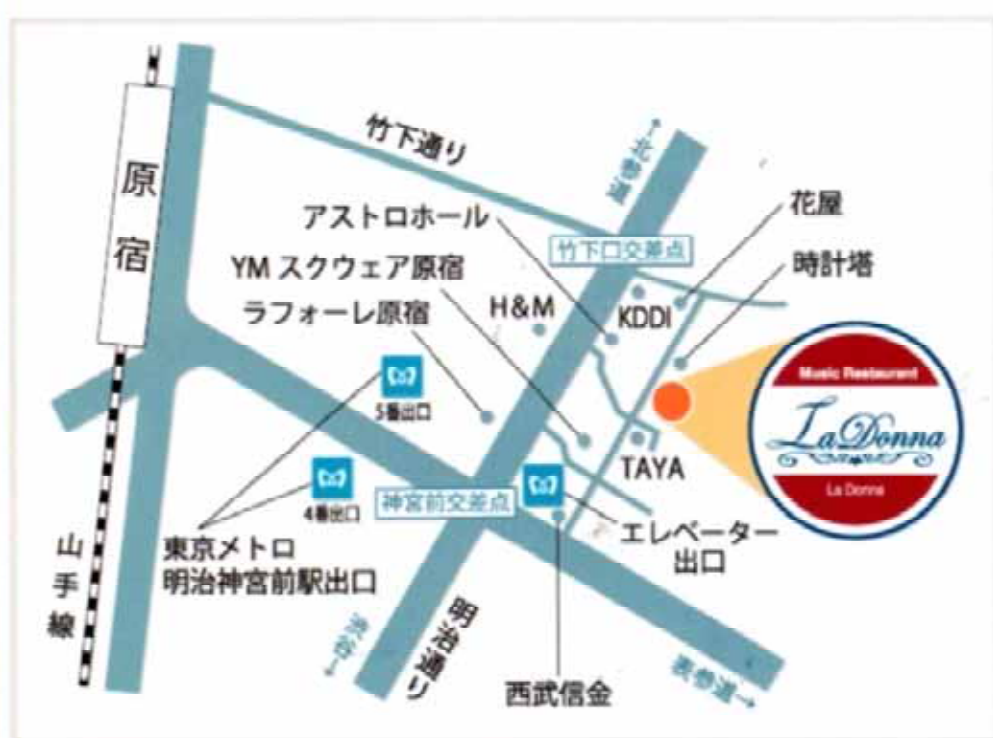 原宿
竹下通り
↑北参道
アストロホール
花屋
竹下口交差点
YM スクウェア原宿
時計塔
ラフォーレ原宿
H&M
KDDI
Music Restaurant
La Donna
La Donna
5番出口
TAYA
4番出口
神宮前交差点
エレベーター
出口
東京メトロ
明治神宮前駅出口
山手線
渋谷↓
明治通り
西武信金
表参道→